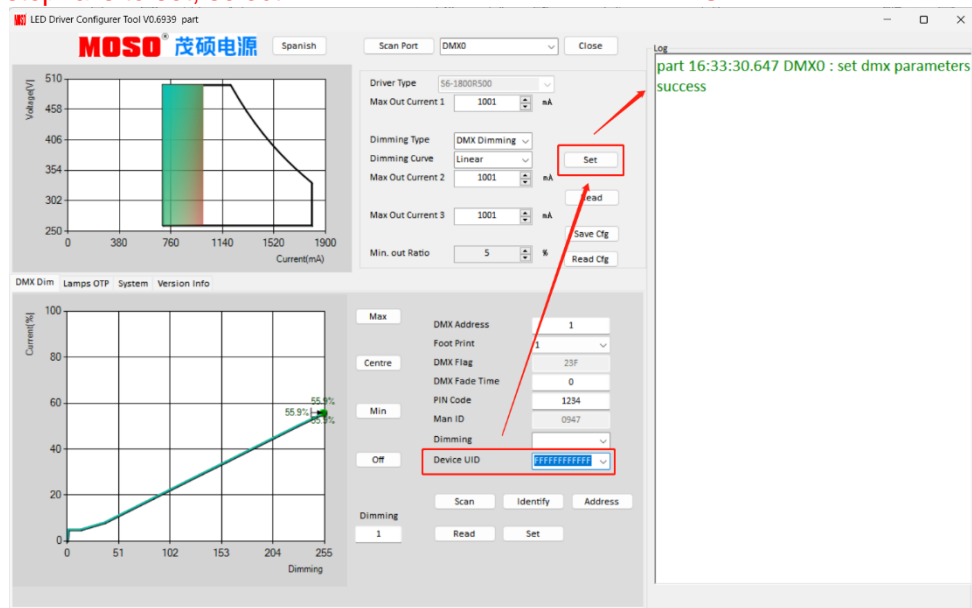 LED Driver Configurer Tool V0.6939 part
MOSO® 茂硕电源
Spanish
Scan Port
DMX0
Close
Voltage[V]
510
458
406
354
302
250
0 380 760 1140 1520 1900
Current(mA)
Driver Type S6-1800R500
Max Out Current 1 1001 mA
Dimming Type DMX Dimming
Dimming Curve Linear
Set
Max Out Current 2 1001 mA
Read
Max Out Current 3 1001 mA
Save Cfg
Min. out Ratio 5 %
Read Cfg
Log
part 16:33:30.647 DMX0 : set dmx parameters
success
DMX Dim Lamps OTP System Version Info
Current[%]
100
80
60
40
20
0
55.9%
55.9%
55.9%
0 51 102 153 204 255
Dimming
Max
Centre
Min
Off
Dimming
1
DMX Address 1
Foot Print 1
DMX Flag 23F
DMX Fade Time 0
PIN Code 1234
Man ID 0947
Dimming
Device UID FFFFFFFFFFFF
Scan Identify Address
Read Set